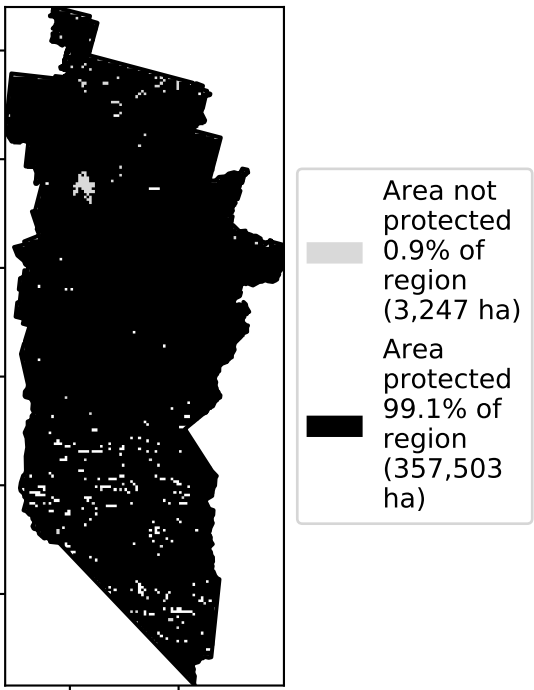 Area not
protected
0.9% of
region
(3,247 ha)
Area
protected
99.1% of
region
(357,503
ha)